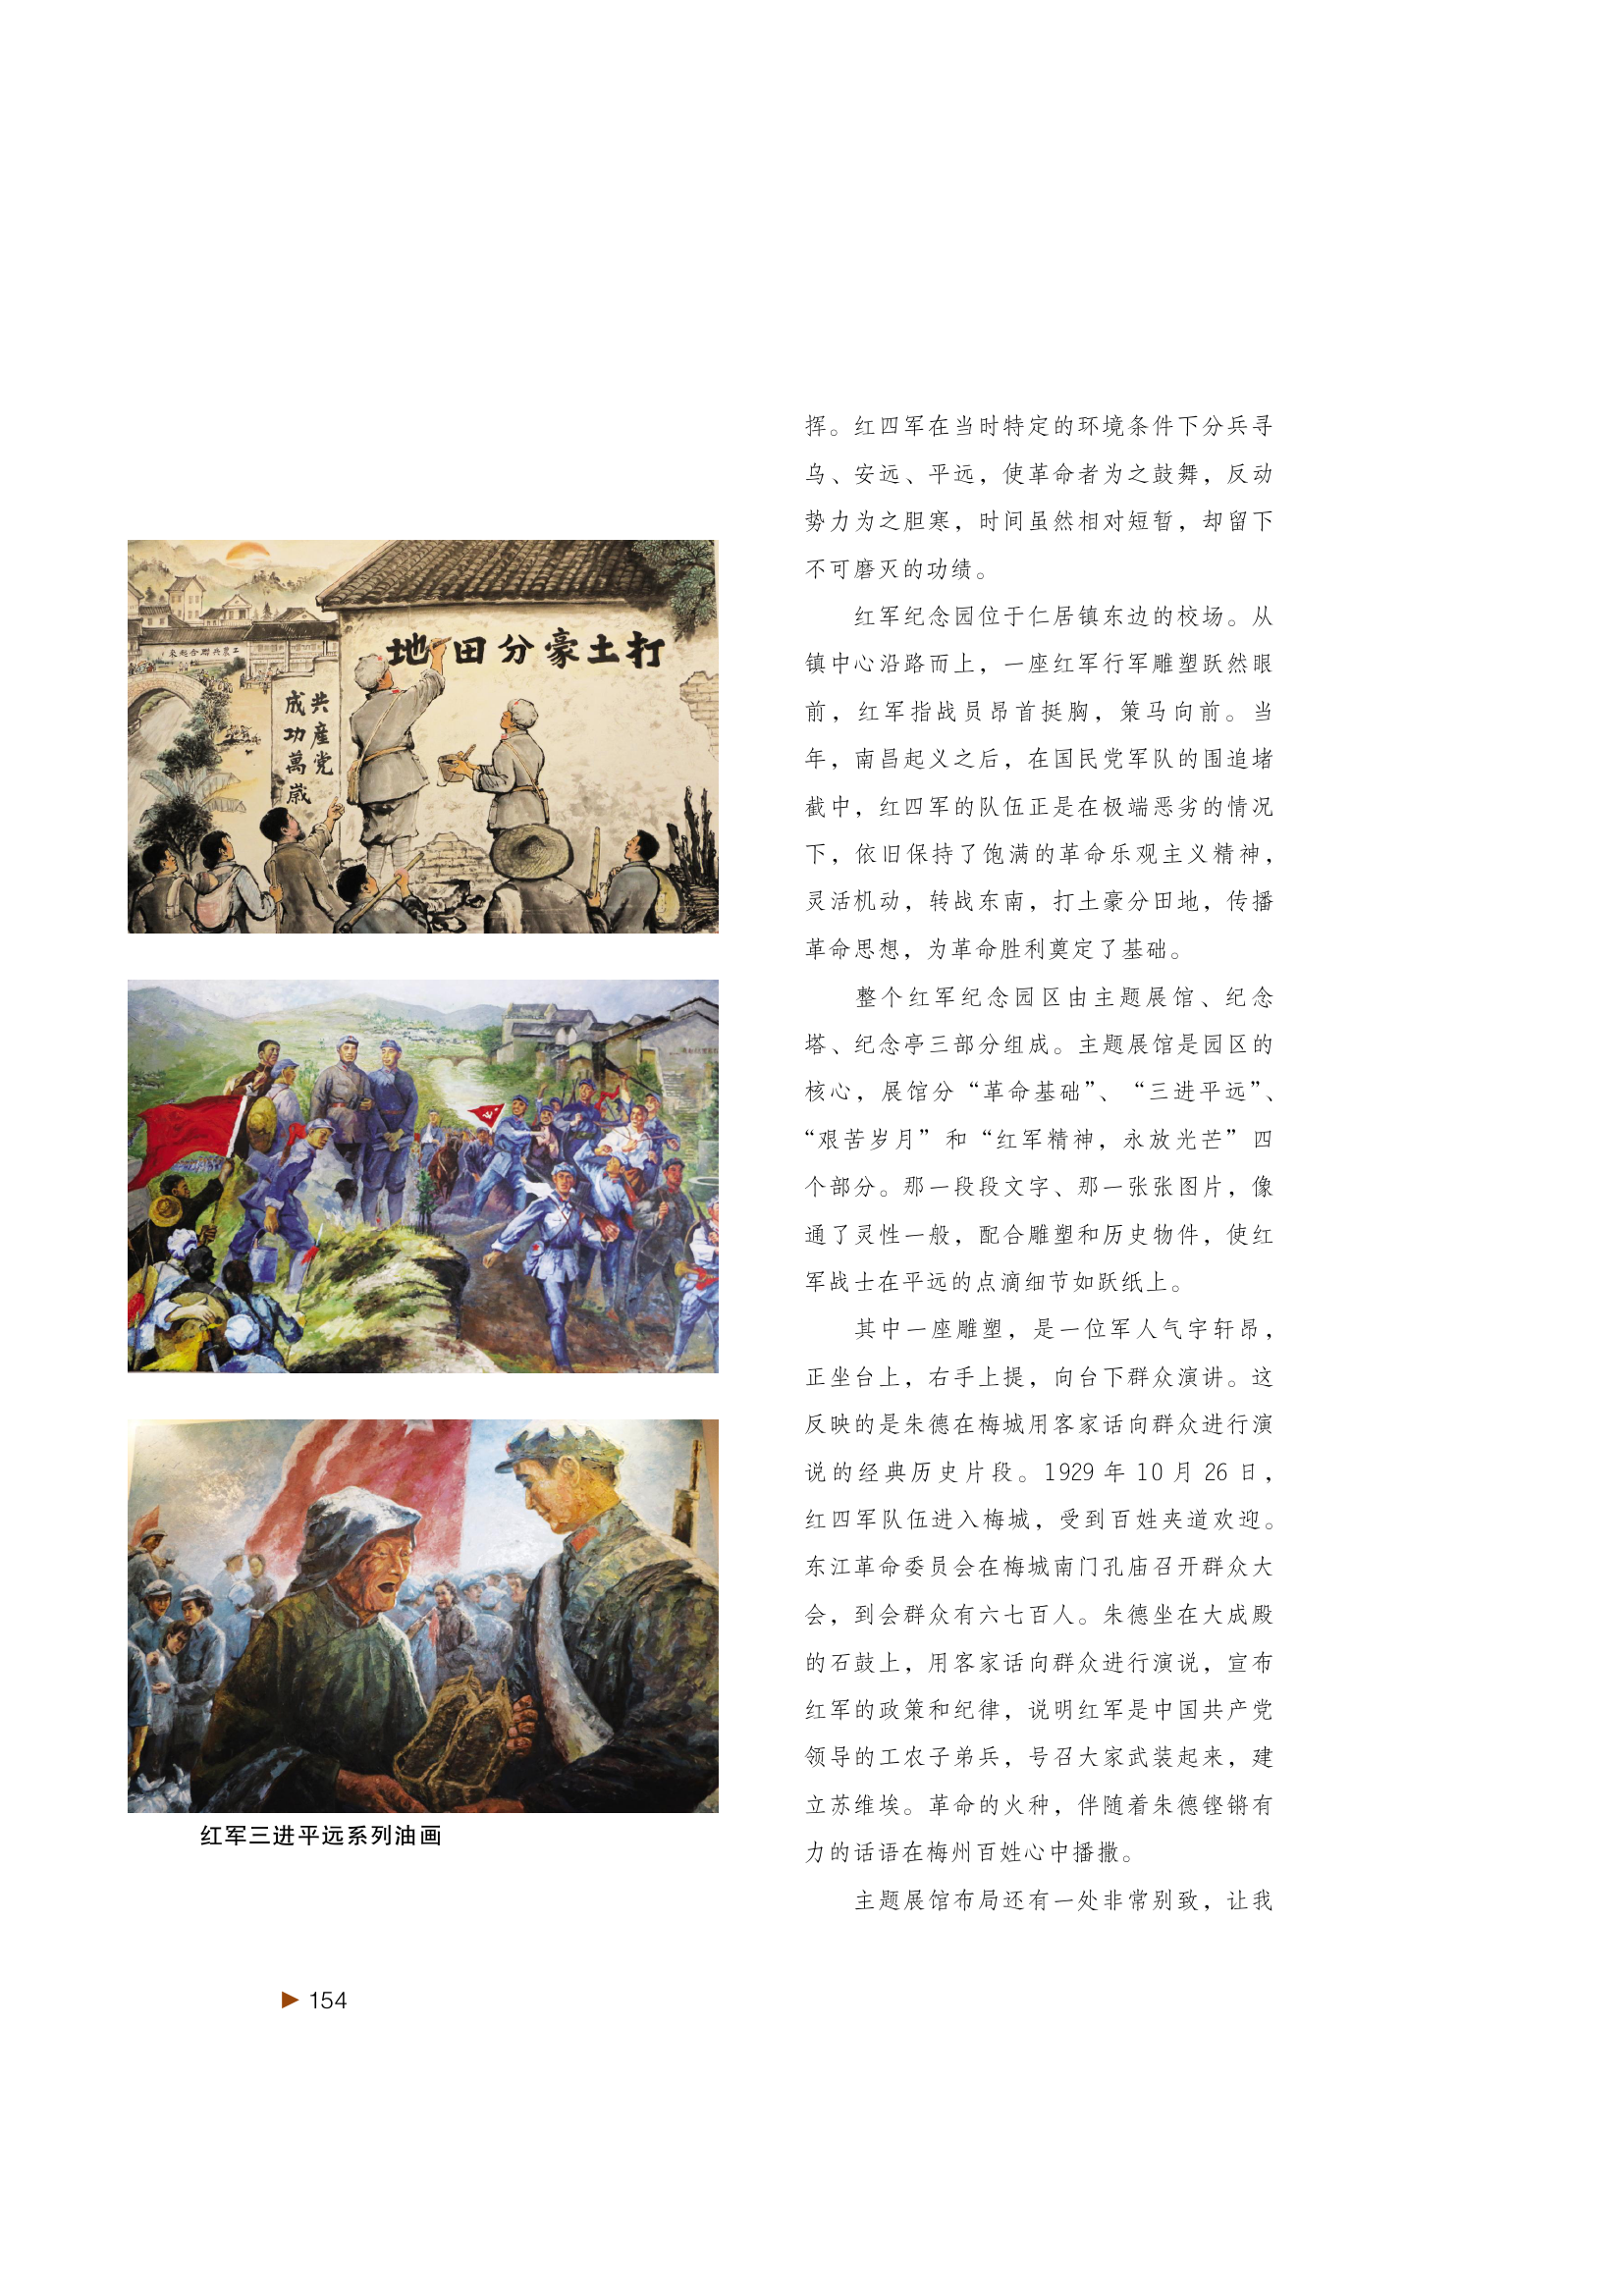 打土豪分田地
共産党
成功萬歳
红军三进平远系列油画
挥。红四军在当时特定的环境条件下分兵寻
乌、安远、平远，使革命者为之鼓舞，反动
势力为之胆寒，时间虽然相对短暂，却留下
不可磨灭的功绩。
红军纪念园位于仁居镇东边的校场。从
镇中心沿路而上，一座红军行军雕塑跃然眼
前，红军指战员昂首挺胸，策马向前。当
年，南昌起义之后，在国民党军队的围追堵
截中，红四军的队伍正是在极端恶劣的情况
下，依旧保持了饱满的革命乐观主义精神，
灵活机动，转战东南，打土豪分田地，传播
革命思想，为革命胜利奠定了基础。
整个红军纪念园区由主题展馆、纪念
塔、纪念亭三部分组成。主题展馆是园区的
核心，展馆分“革命基础”、“三进平远”、
“艰苦岁月”和“红军精神，永放光芒”四
个部分。那一段段文字、那一张张图片，像
通了灵性一般，配合雕塑和历史物件，使红
军战士在平远的点滴细节如跃纸上。
其中一座雕塑，是一位军人气宇轩昂，
正坐台上，右手上提，向台下群众演讲。这
反映的是朱德在梅城用客家话向群众进行演
说的经典历史片段。1929 年 10 月 26 日，
红四军队伍进入梅城，受到百姓夹道欢迎。
东江革命委员会在梅城南门孔庙召开群众大
会，到会群众有六七百人。朱德坐在大成殿
的石鼓上，用客家话向群众进行演说，宣布
红军的政策和纪律，说明红军是中国共产党
领导的工农子弟兵，号召大家武装起来，建
立苏维埃。革命的火种，伴随着朱德铿锵有
力的话语在梅州百姓心中播撒。
主题展馆布局还有一处非常别致，让我
154